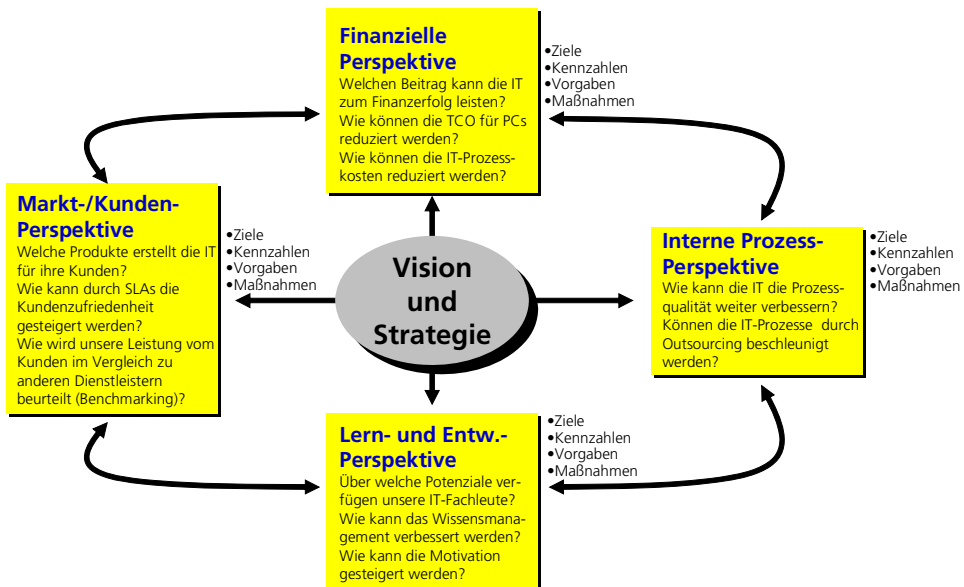 Finanzielle
Perspektive
Welchen Beitrag kann die IT
zum Finanzerfolg leisten?
Wie können die TCO für PCs
reduziert werden?
Wie können die IT-Prozess-
kosten reduziert werden?
•Ziele
•Kennzahlen
•Vorgaben
•Maßnahmen
Markt-/Kunden-
Perspektive
Welche Produkte erstellt die IT
für ihre Kunden?
Wie kann durch SLAs die
Kundenzufriedenheit
gesteigert werden?
Wie wird unsere Leistung vom
Kunden im Vergleich zu
anderen Dienstleistern
beurteilt (Benchmarking)?
•Ziele
•Kennzahlen
•Vorgaben
•Maßnahmen
Vision
und
Strategie
Interne Prozess-
Perspektive
Wie kann die IT die Prozess-
qualität weiter verbessern?
Können die IT-Prozesse durch
Outsourcing beschleunigt
werden?
•Ziele
•Kennzahlen
•Vorgaben
•Maßnahmen
Lern- und Entw.-
Perspektive
Über welche Potenziale ver-
fügen unsere IT-Fachleute?
Wie kann das Wissensmana-
gement verbessert werden?
Wie kann die Motivation
gesteigert werden?
•Ziele
•Kennzahlen
•Vorgaben
•Maßnahmen